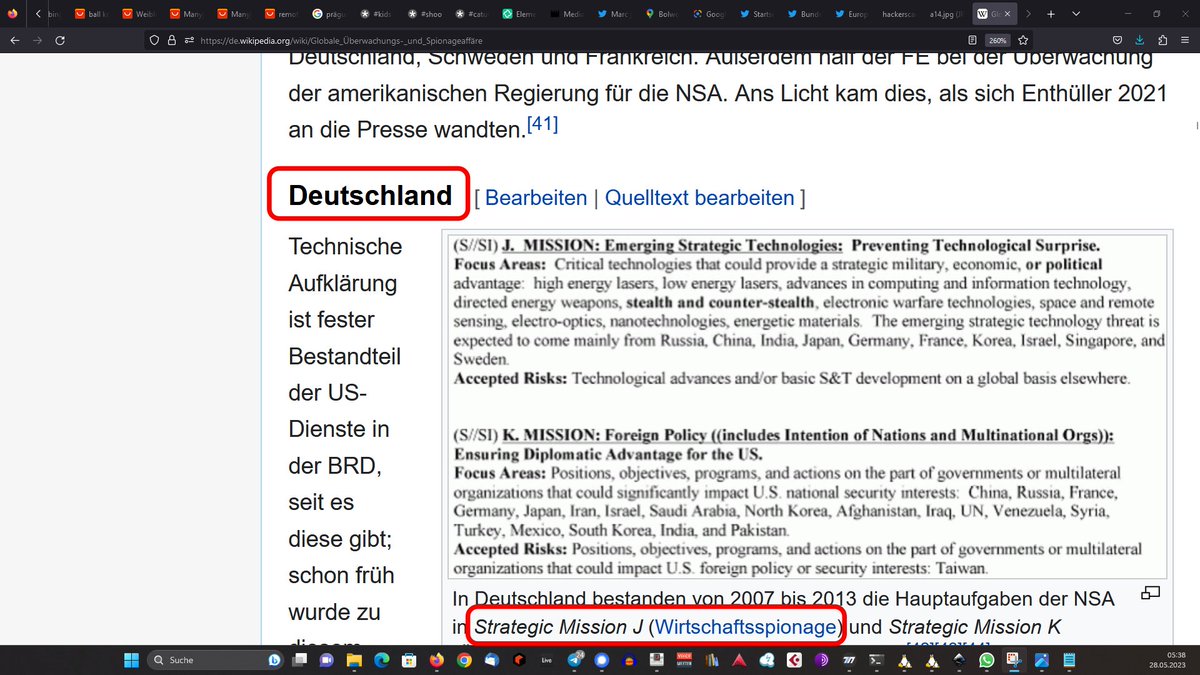 ball k
Weibl
Many
Many
remot
prägu
#kids
#shoo
#catu
Eleme
Media
Marc
Bolwo
Googl
Starts
Bund
Europ
hackersca
a14.jpg (JP
https://de.wikipedia.org/wiki/Globale_Überwachungs-_und_Spionageaffäre
260%
Deutschland, Schweden und Frankreich. Außerdem half der FE bei der Überwachung
der amerikanischen Regierung für die NSA. Ans Licht kam dies, als sich Enthüller 2021
an die Presse wandten.[41]
Deutschland [ Bearbeiten | Quelltext bearbeiten ]
Technische
Aufklärung
ist fester
Bestandteil
der US-
Dienste in
der BRD,
seit es
diese gibt;
schon früh
wurde zu
diesem
(S//SI) J. MISSION: Emerging Strategic Technologies: Preventing Technological Surprise.
Focus Areas: Critical technologies that could provide a strategic military, economic, or political
advantage: high energy lasers, low energy lasers, advances in computing and information technology,
directed energy weapons, stealth and counter-stealth, electronic warfare technologies, space and remote
sensing, electro-optics, nanotechnologies, energetic materials. The emerging strategic technology threat is
expected to come mainly from Russia, China, India, Japan, Germany, France, Korea, Israel, Singapore, and
Sweden.
Accepted Risks: Technological advances and/or basic S&T development on a global basis elsewhere.
(S//SI) K. MISSION: Foreign Policy ((includes Intention of Nations and Multinational Orgs)):
Ensuring Diplomatic Advantage for the US.
Focus Areas: Positions, objectives, programs, and actions on the part of governments or multilateral
organizations that could significantly impact U.S. national security interests: China, Russia, France,
Germany, Japan, Iran, Israel, Saudi Arabia, North Korea, Afghanistan, Iraq, UN, Venezuela, Syria,
Turkey, Mexico, South Korea, India, and Pakistan.
Accepted Risks: Positions, objectives, programs, and actions on the part of governments or multilateral
organizations that could impact U.S. foreign policy or security interests: Taiwan.
In Deutschland bestanden von 2007 bis 2013 die Hauptaufgaben der NSA
in Strategic Mission J (Wirtschaftsspionage) und Strategic Mission K
Suche
Live
24
05:38
28.05.2023